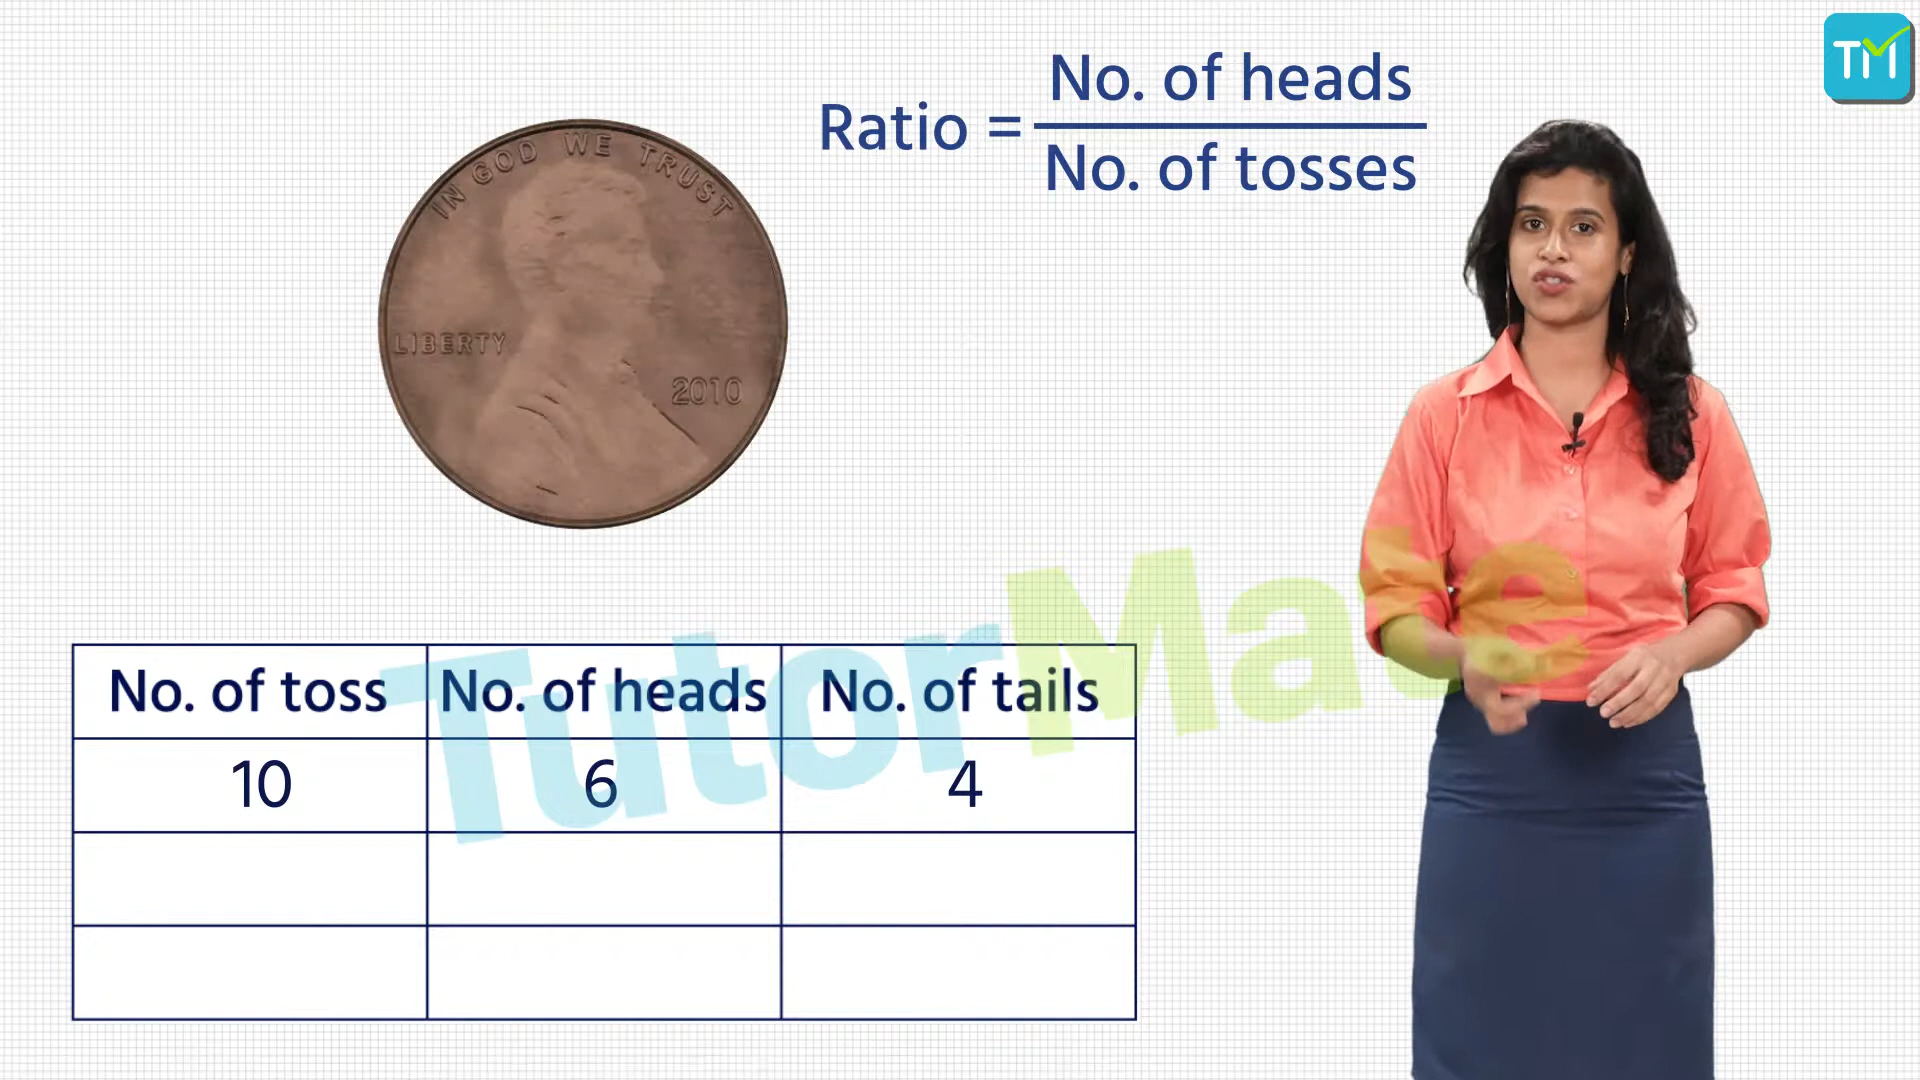 TM
Ratio = No. of heads
No. of tosses
IN GOD WE TRUST
LIBERTY
2010
No. of toss No. of heads No. of tails
10 6 4
TutorMate